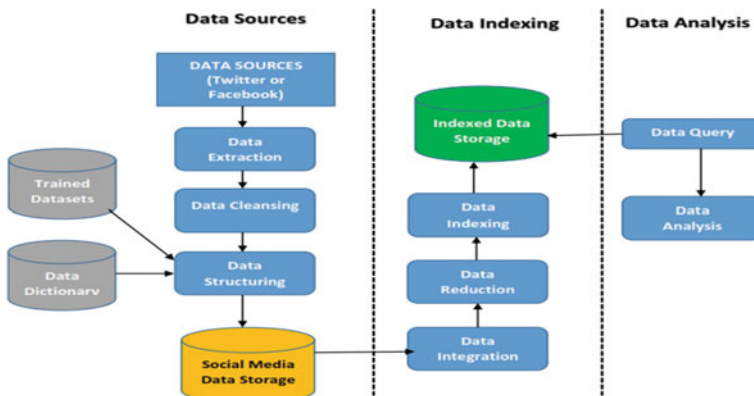 Data Sources
DATA SOURCES
(Twitter or
Facebook)
Data
Extraction
Data Cleansing
Trained
Datasets
Data
Structuring
Data
Dictionary
Social Media
Data Storage
Data Indexing
Indexed Data
Storage
Data
Indexing
Data
Reduction
Data
Integration
Data Analysis
Data Query
Data
Analysis